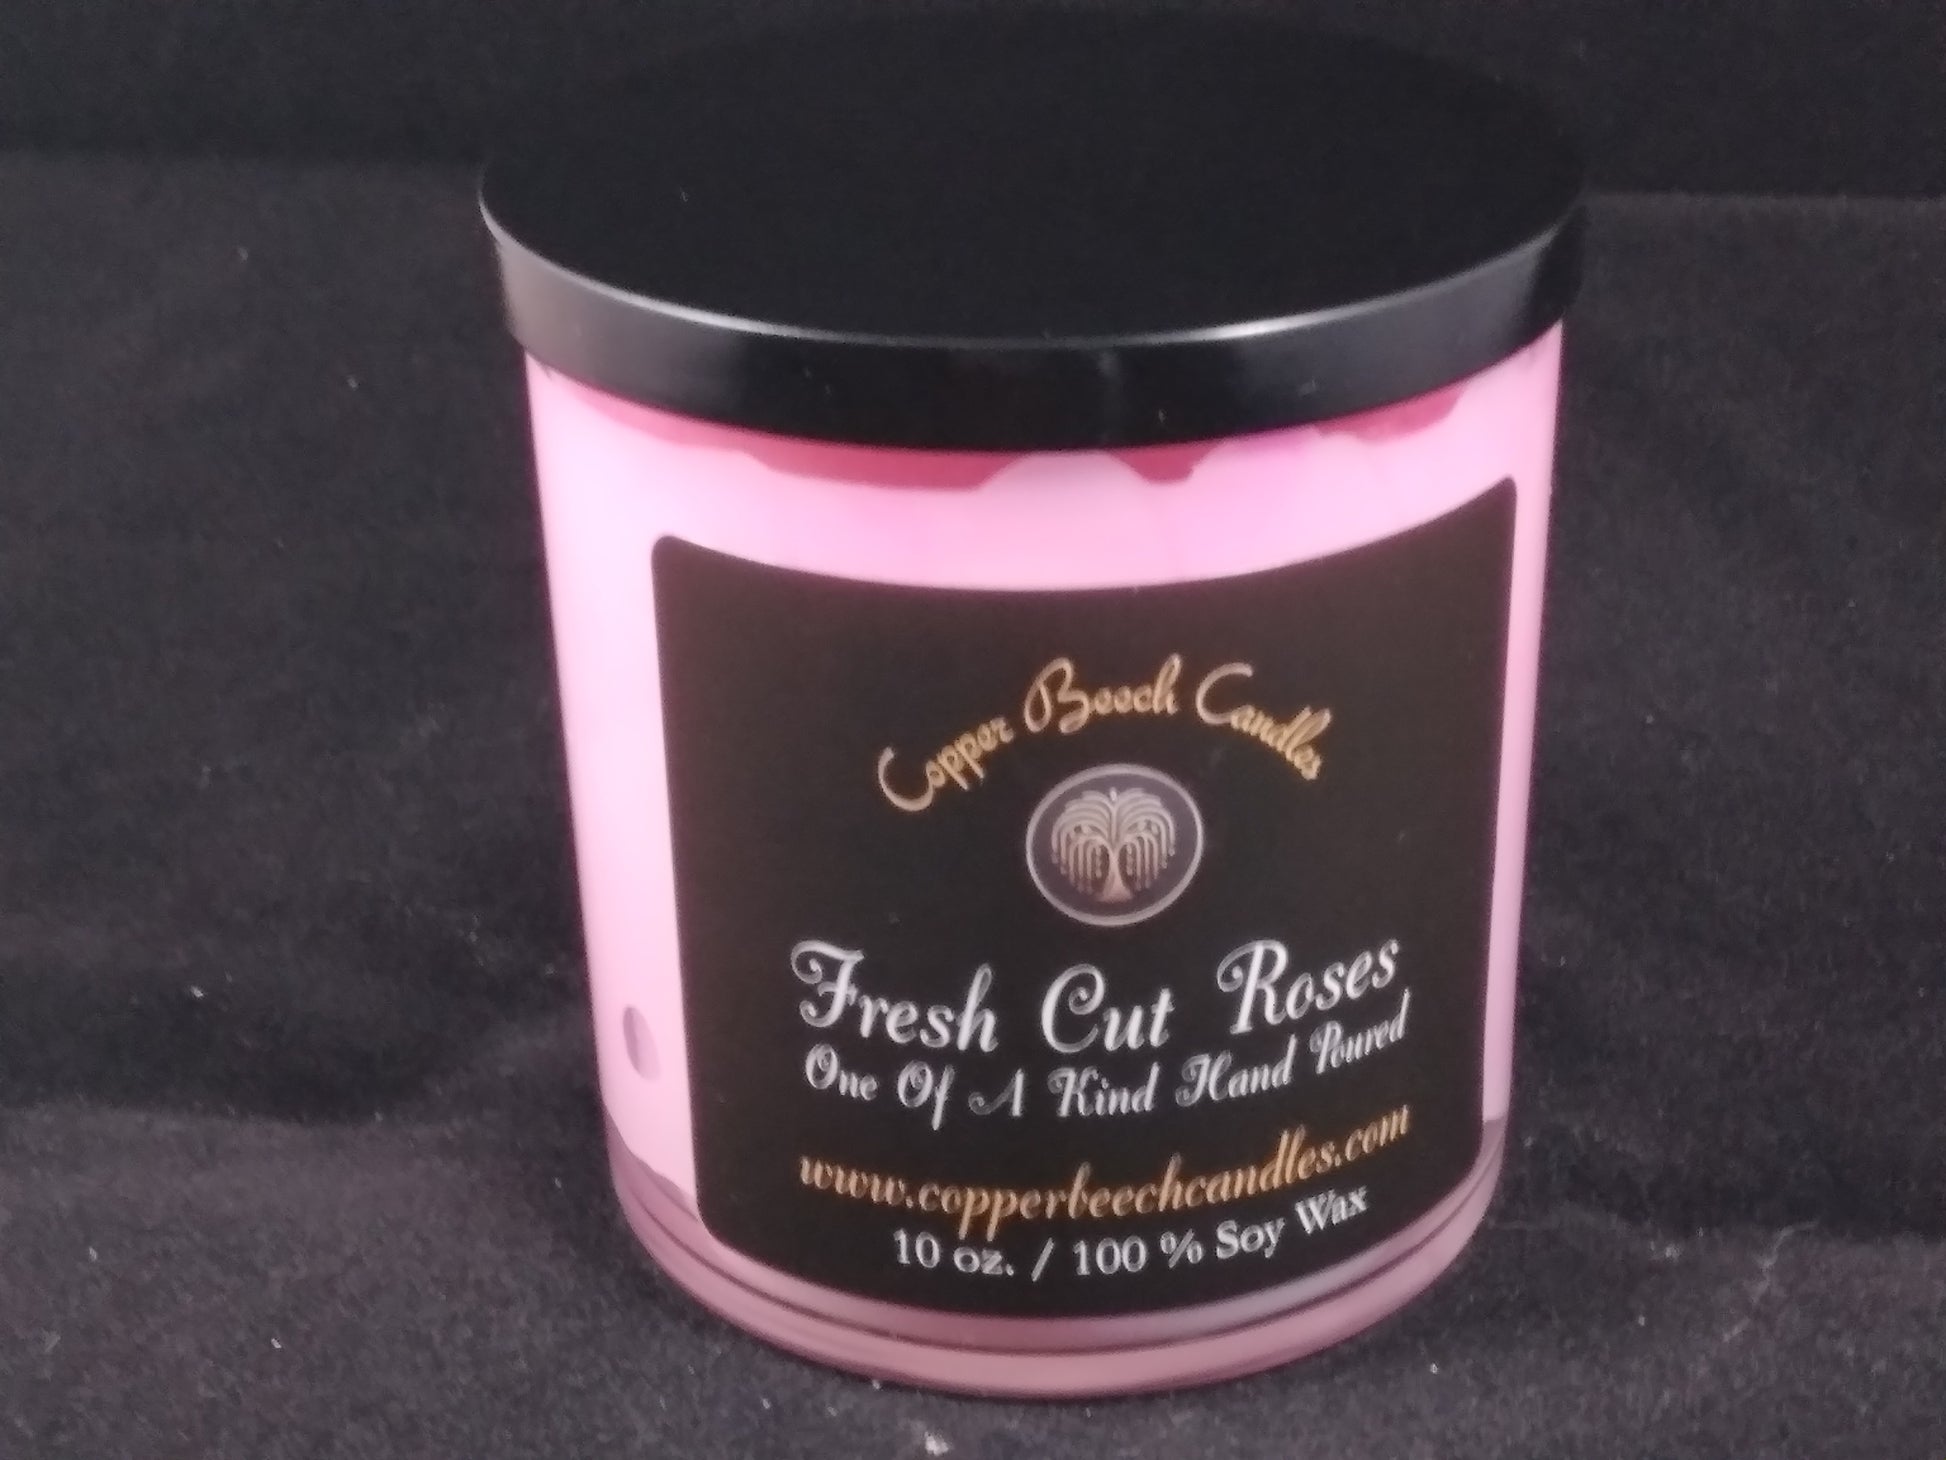 Copper Beech Candles
Fresh Cut Roses
One Of A Kind Hand Poured
www.copperbeechcandles.com
10 oz. / 100 % Soy Wax